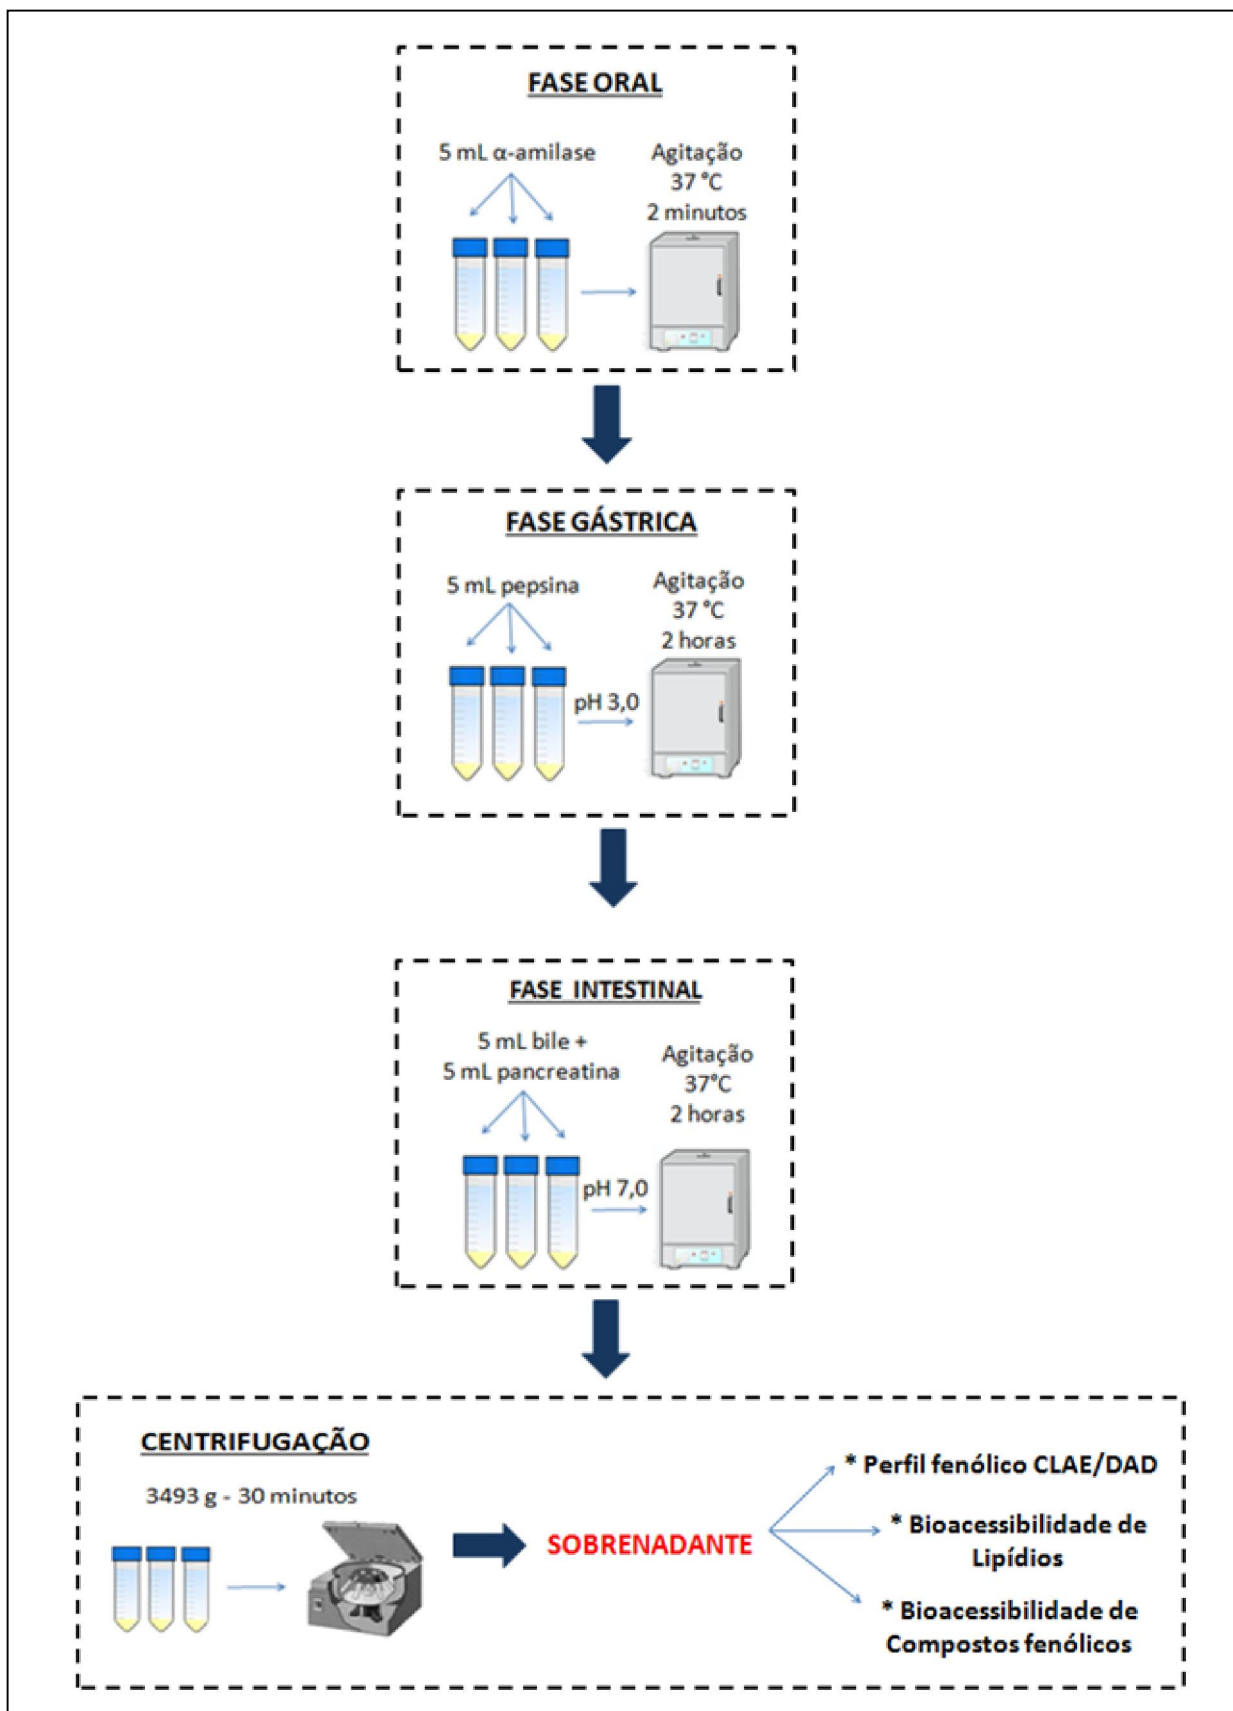 FASE ORAL
5 mL α-amilase
Agitação
37 °C
2 minutos
FASE GÁSTRICA
5 mL pepsina
Agitação
37 °C
2 horas
pH 3,0
FASE INTESTINAL
5 mL bile +
5 mL pancreatina
Agitação
37°C
2 horas
pH 7,0
CENTRIFUGAÇÃO
3493 g - 30 minutos
SOBRENADANTE
* Perfil fenólico CLAE/DAD
* Bioacessibilidade de
Lipídios
* Bioacessibilidade de
Compostos fenólicos